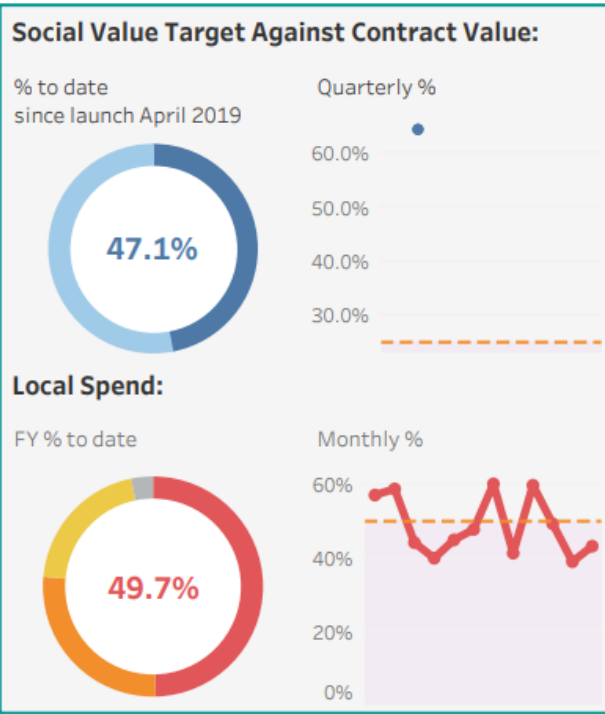 Social Value Target Against Contract Value:
% to date
since launch April 2019
Quarterly %
60.0%
50.0%
40.0%
30.0%
47.1%
Local Spend:
FY % to date
Monthly %
60%
40%
20%
0%
49.7%